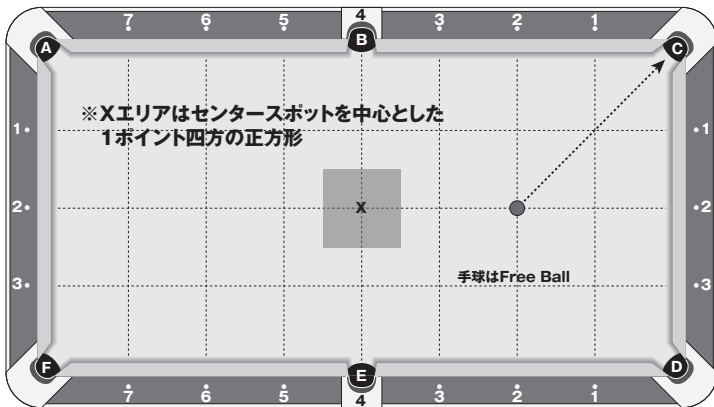 7 6 5 4 3 2 1
A B C
※Xエリアはセンタースポットを中心とした
1ポイント四方の正方形
1 1
2 X 2
手球はFree Ball
3 3
F E D
7 6 5 4 3 2 1